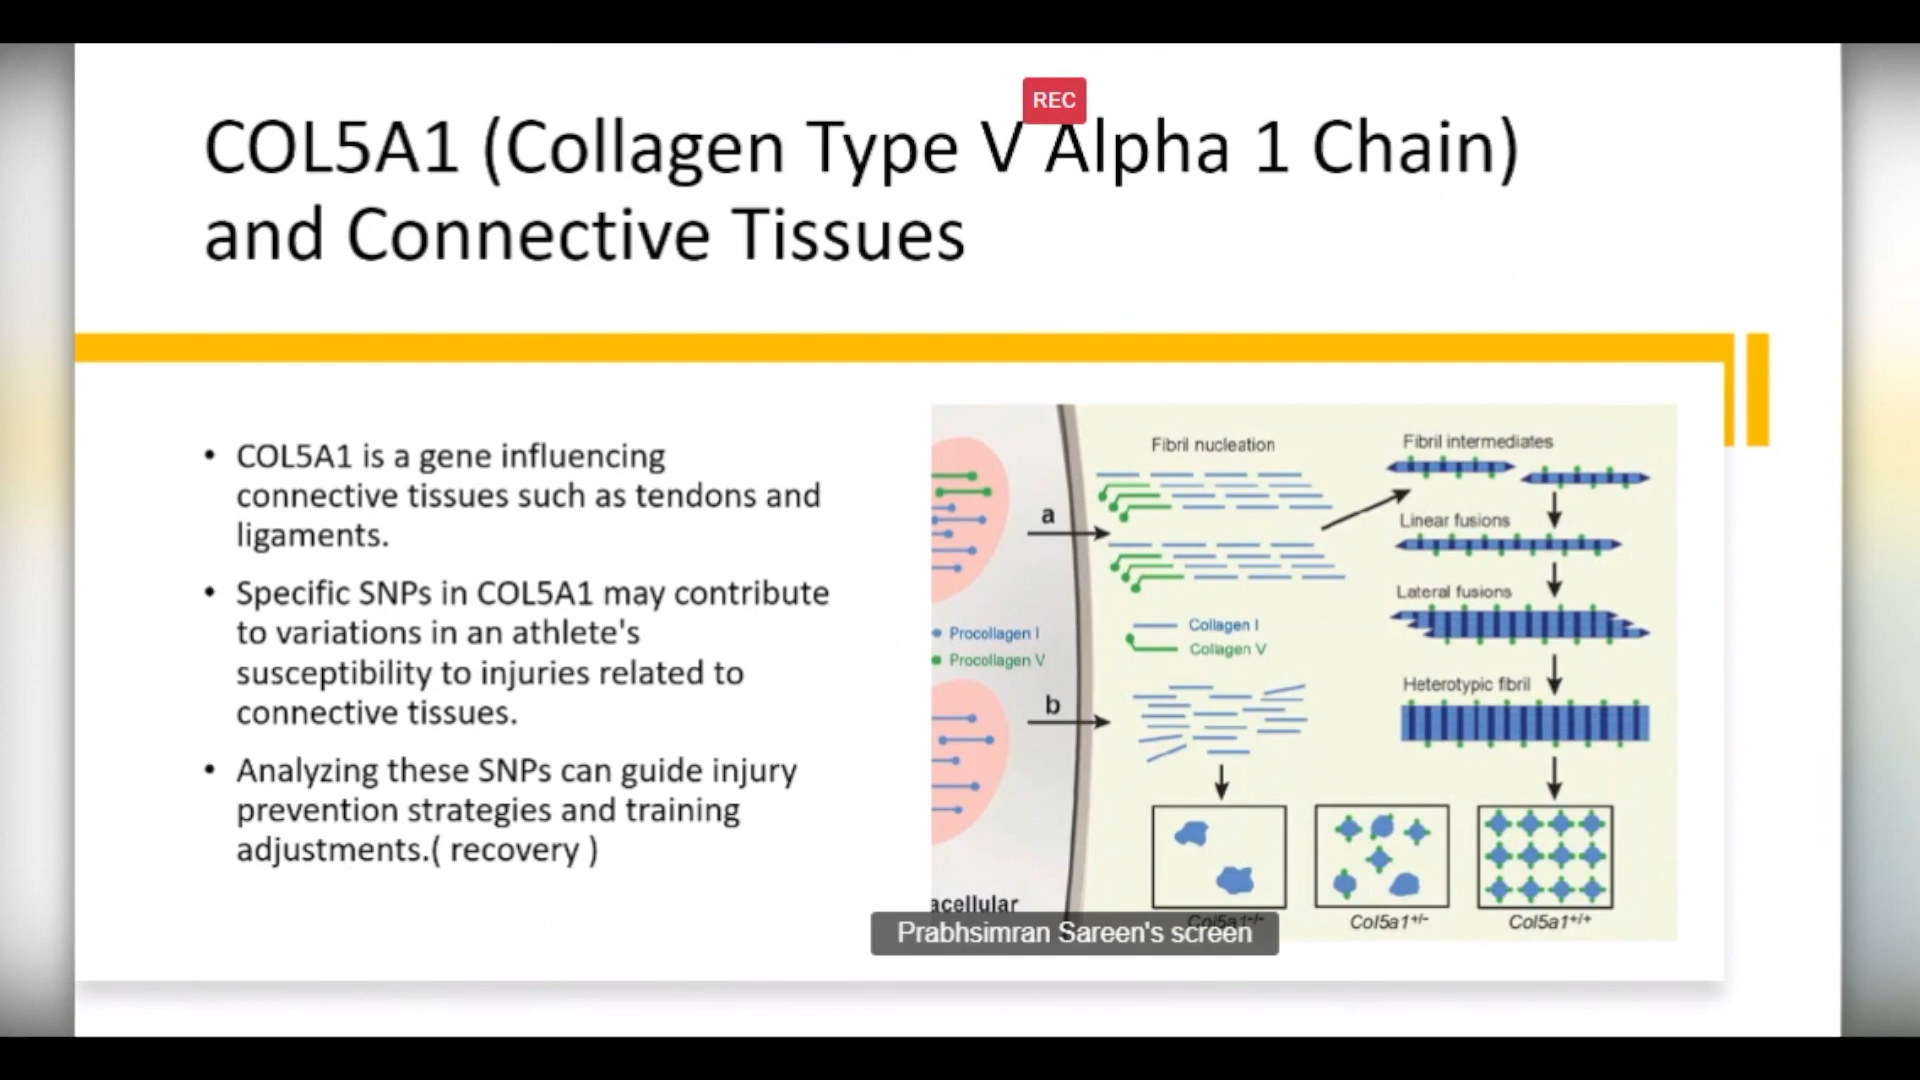 REC
COL5A1 (Collagen Type V Alpha 1 Chain)
and Connective Tissues
• COL5A1 is a gene influencing
connective tissues such as tendons and
ligaments.
• Specific SNPs in COL5A1 may contribute
to variations in an athlete's
susceptibility to injuries related to
connective tissues.
• Analyzing these SNPs can guide injury
prevention strategies and training
adjustments.( recovery )
Fibril nucleation
Fibril intermediates
a
Linear fusions
Lateral fusions
Procollagen I
Procollagen V
Collagen I
Collagen V
b
Heterotypic fibril
acellular
Col5a1-/-
Col5a1+/-
Col5a1+/+
Prabhsimran Sareen's screen